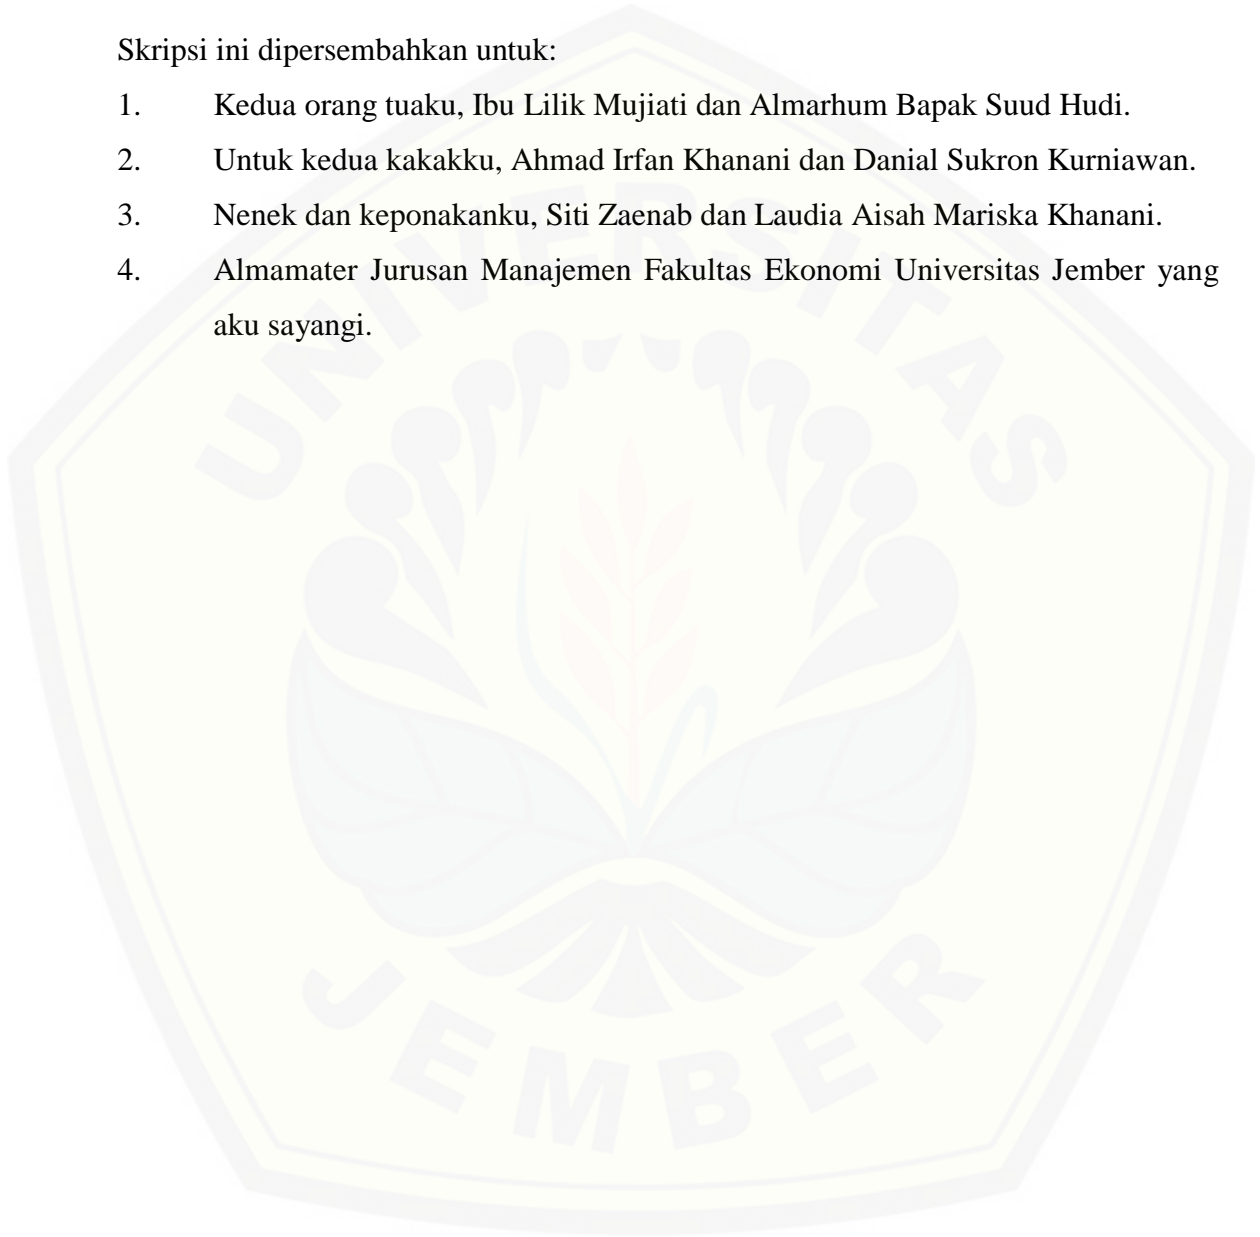 Skripsi ini dipersembahkan untuk:
1. Kedua orang tuaku, Ibu Lilik Mujiati dan Almarhum Bapak Suud Hudi.
2. Untuk kedua kakakku, Ahmad Irfan Khanani dan Danial Sukron Kurniawan.
3. Nenek dan keponakanku, Siti Zaenab dan Laudia Aisah Mariska Khanani.
4. Almamater Jurusan Manajemen Fakultas Ekonomi Universitas Jember yang
aku sayangi.
UNIVERSITAS
JEMBER